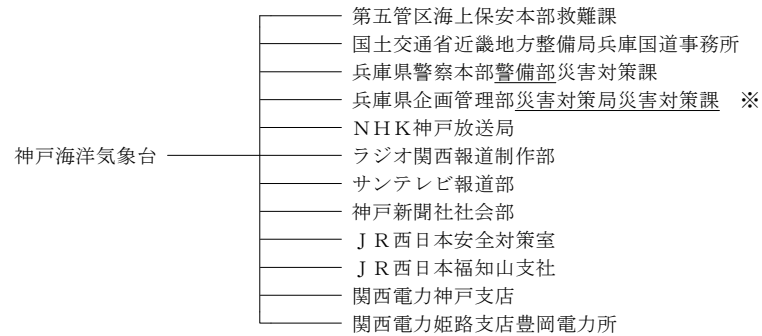 第五管区海上保安本部救難課
国土交通省近畿地方整備局兵庫国道事務所
兵庫県警察本部警備部災害対策課
兵庫県企画管理部災害対策局災害対策課　※
ＮＨＫ神戸放送局
神戸海洋気象台
ラジオ関西報道制作部
サンテレビ報道部
神戸新聞社社会部
ＪＲ西日本安全対策室
ＪＲ西日本福知山支社
関西電力神戸支店
関西電力姫路支店豊岡電力所